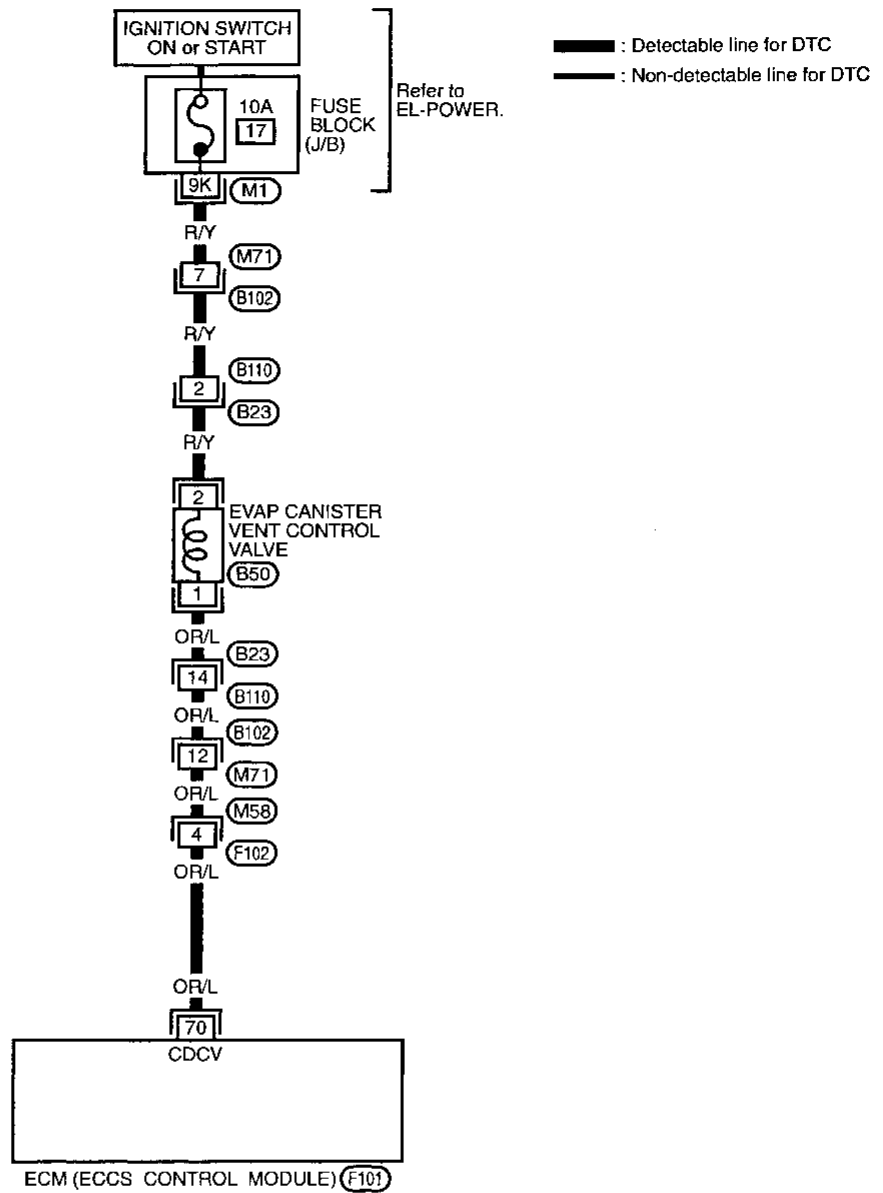 IGNITION SWITCH
ON or START
: Detectable line for DTC
: Non-detectable line for DTC
Refer to
EL-POWER.
10A
17
FUSE
BLOCK
(J/B)
9K
M1
R/Y
M71
7
B102
R/Y
B110
2
B23
R/Y
2
EVAP CANISTER
VENT CONTROL
VALVE
B50
1
OR/L
B23
14
B110
OR/L
B102
12
M71
OR/L
M58
4
F102
OR/L
OR/L
70
CDCV
ECM (ECCS CONTROL MODULE) F101